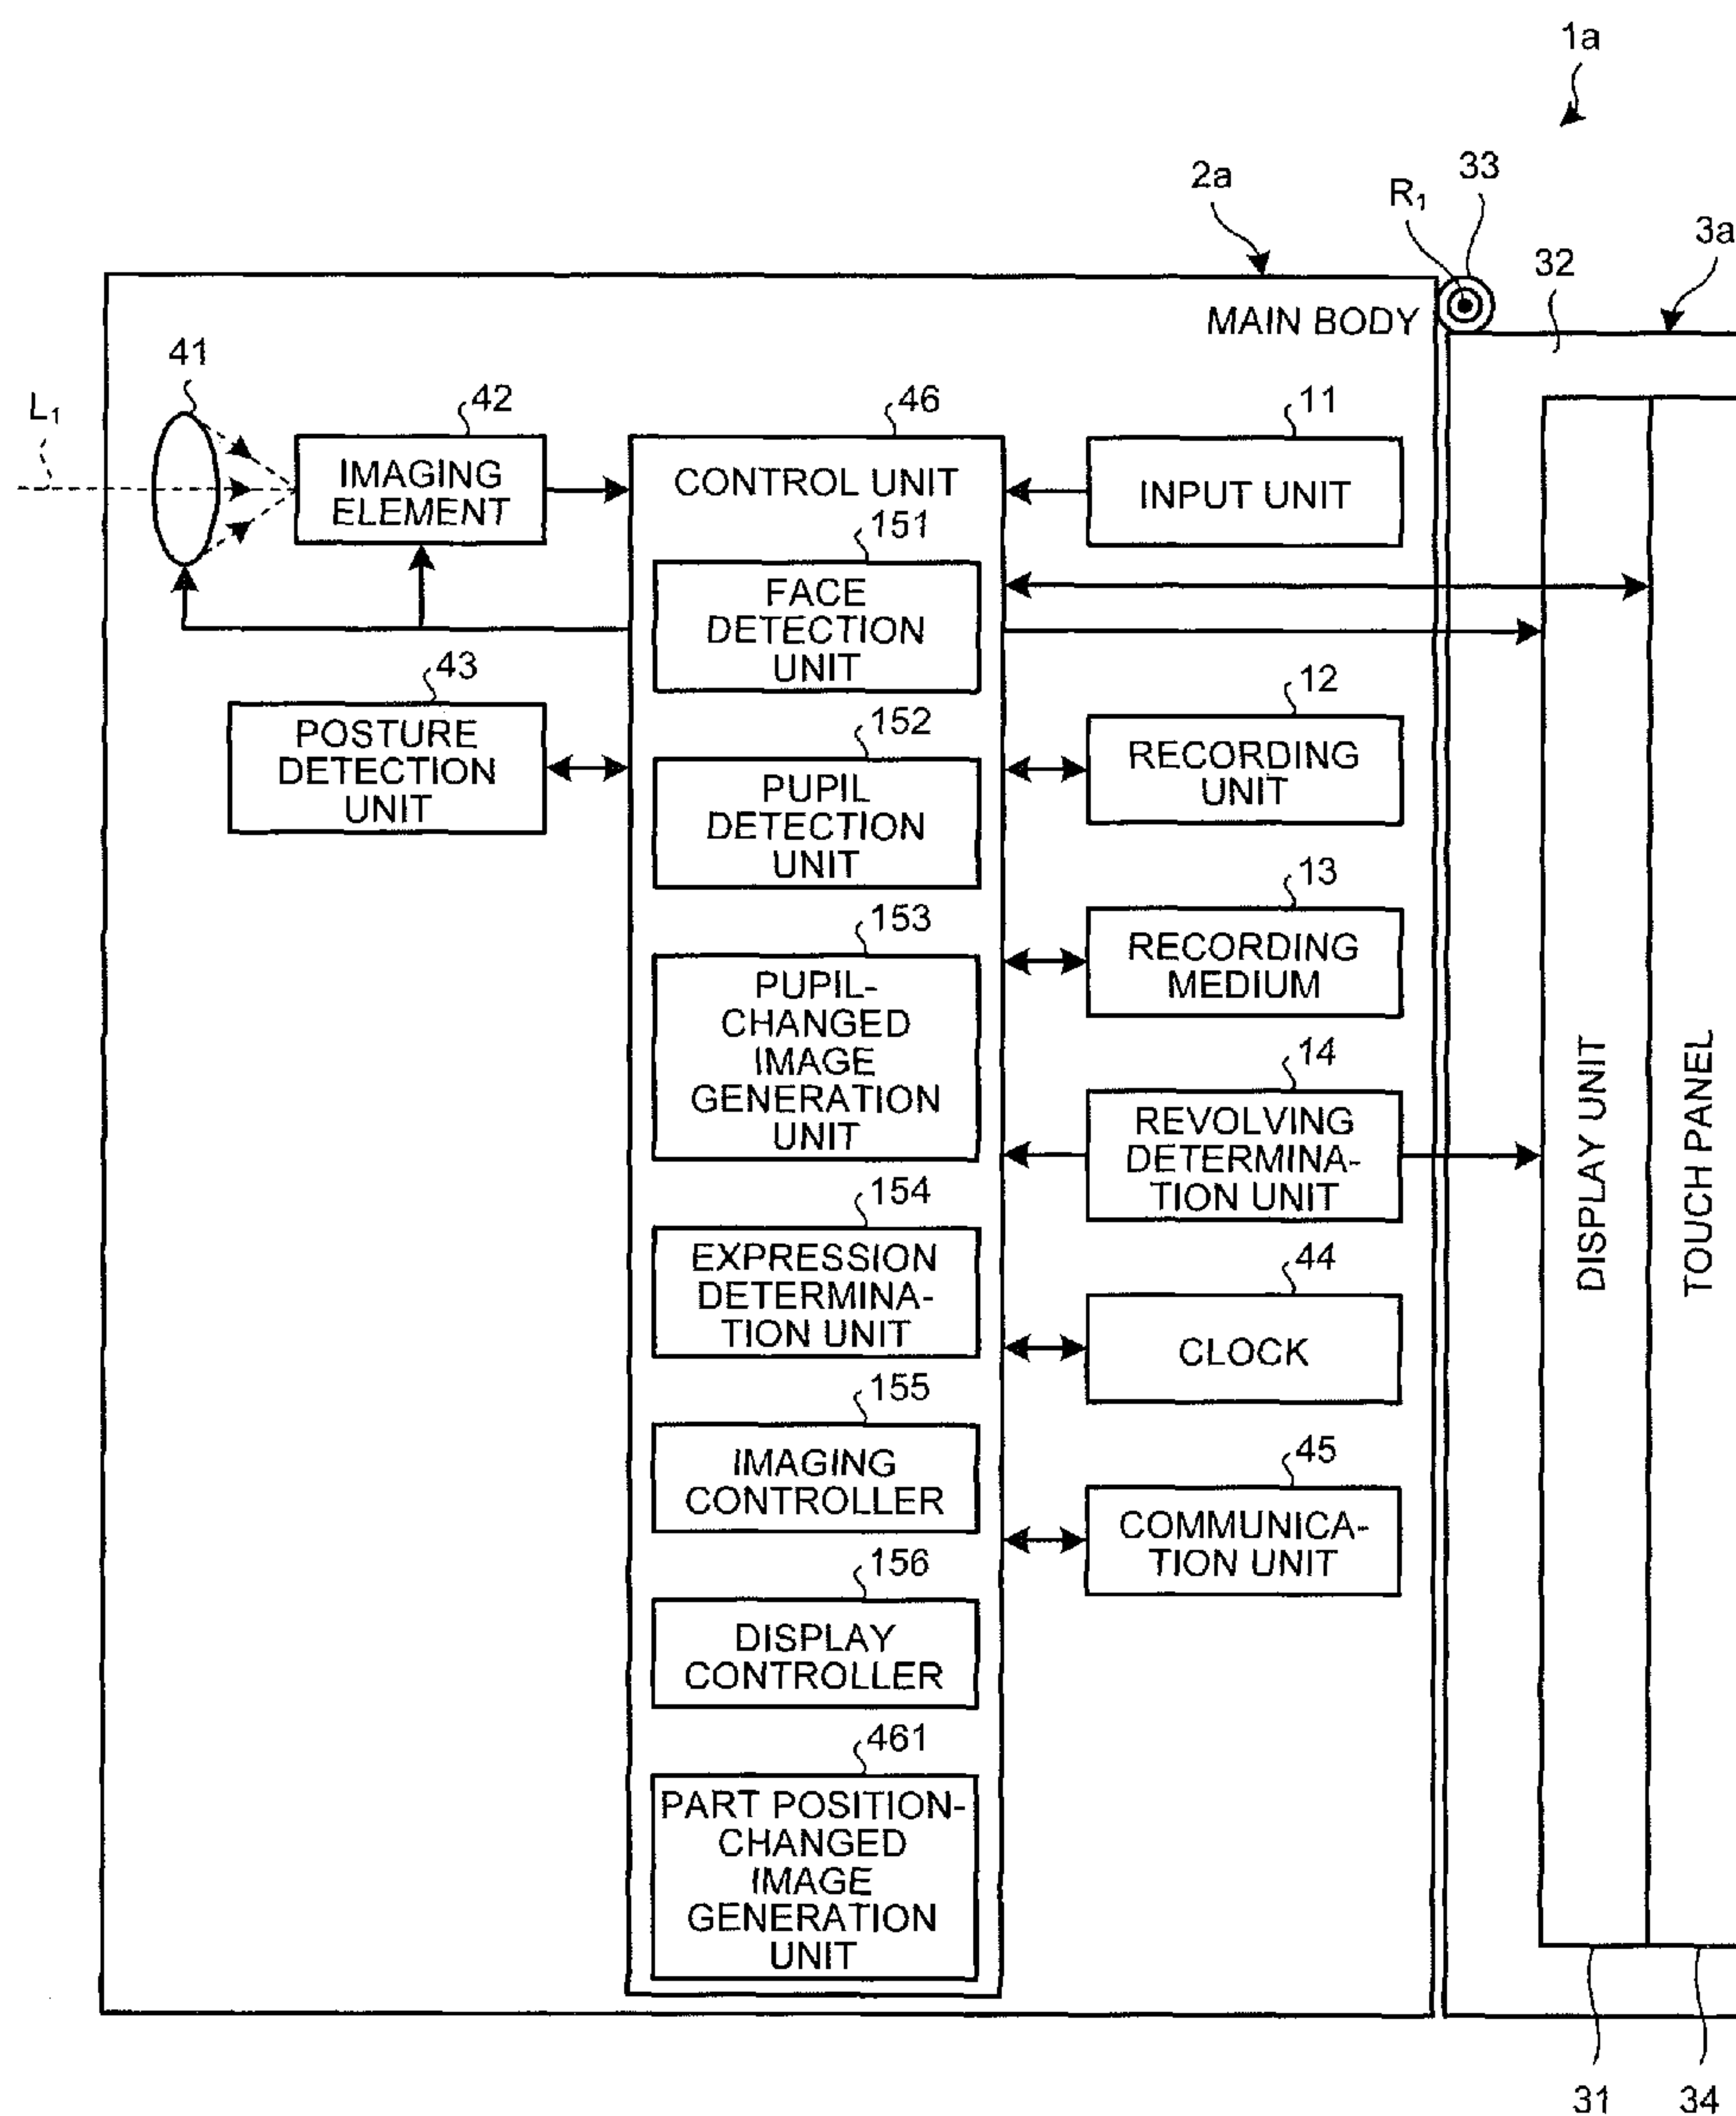 1a
2a
R1
33
3a
32
MAIN BODY
L1
41
42
IMAGING
ELEMENT
43
POSTURE
DETECTION
UNIT
46
CONTROL UNIT
151
FACE
DETECTION
UNIT
152
PUPIL
DETECTION
UNIT
153
PUPIL-
CHANGED
IMAGE
GENERATION
UNIT
154
EXPRESSION
DETERMINA-
TION UNIT
155
IMAGING
CONTROLLER
156
DISPLAY
CONTROLLER
461
PART POSITION-
CHANGED
IMAGE
GENERATION
UNIT
11
INPUT UNIT
12
RECORDING
UNIT
13
RECORDING
MEDIUM
14
REVOLVING
DETERMINA-
TION UNIT
44
CLOCK
45
COMMUNICA-
TION UNIT
DISPLAY UNIT
TOUCH PANEL
31
34